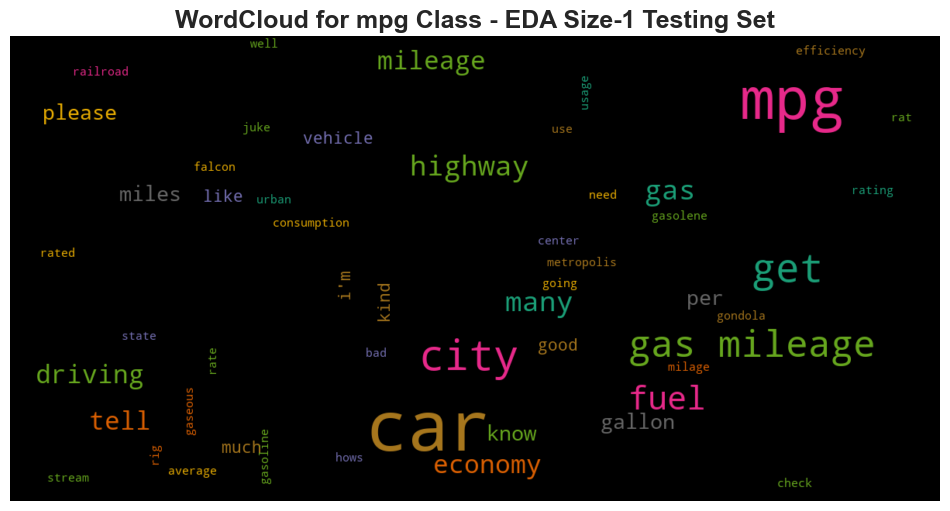 WordCloud for mpg Class - EDA Size-1 Testing Set
well
mileage
efficiency
railroad
usage
mpg
please
rat
juke
use
vehicle
falcon
highway
miles
like
urban
need
gas
rating
gasolene
consumption
center
rated
metropolis
get
i'm
kind
going
many
per
gondola
state
rate
bad
city
good
gas mileage
milage
driving
fuel
tell
gaseous
car
know
gallon
rig
much
gasoline
hows
economy
average
stream
check